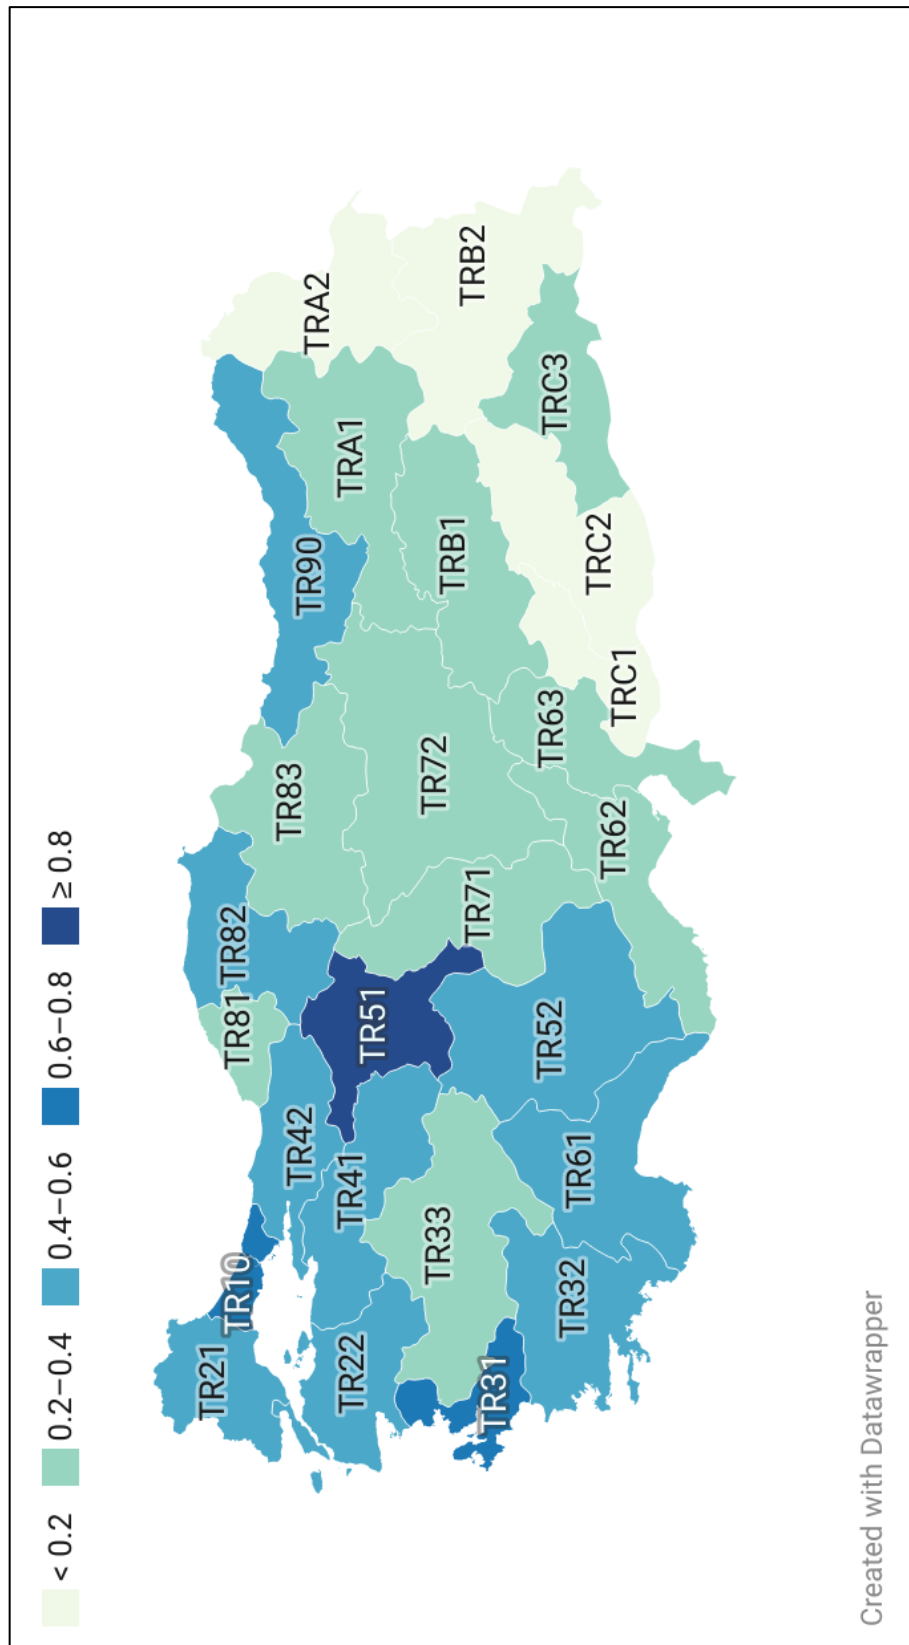 < 0.2 0.2–0.4 0.4–0.6 0.6–0.8 ≥ 0.8
TR21
TR10
TR22
TR42
TR41
TR81
TR82
TR51
TR83
TR90
TRA1
TRA2
TR31
TR33
TR71
TR72
TRB1
TRB2
TR32
TR61
TR52
TR62
TR63
TRC1
TRC2
TRC3
Created with Datawrapper